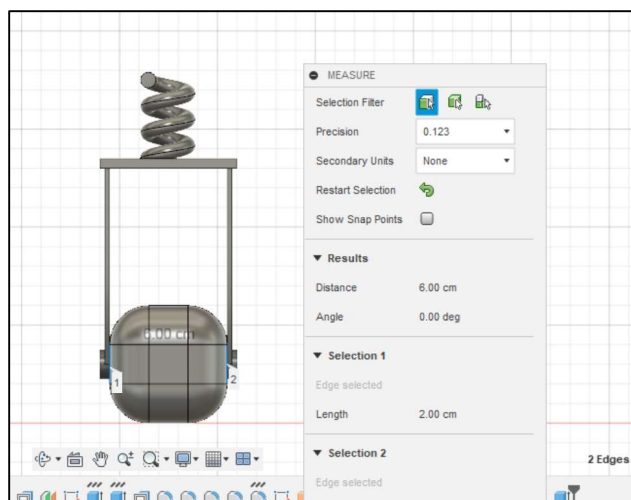 MEASURE
Selection Filter
Precision 0.123
Secondary Units None
Restart Selection
Show Snap Points
Results
Distance 6.00 cm
Angle 0.00 deg
Selection 1
Edge selected
Length 2.00 cm
Selection 2
Edge selected
6.00 cm
1 2
2 Edges